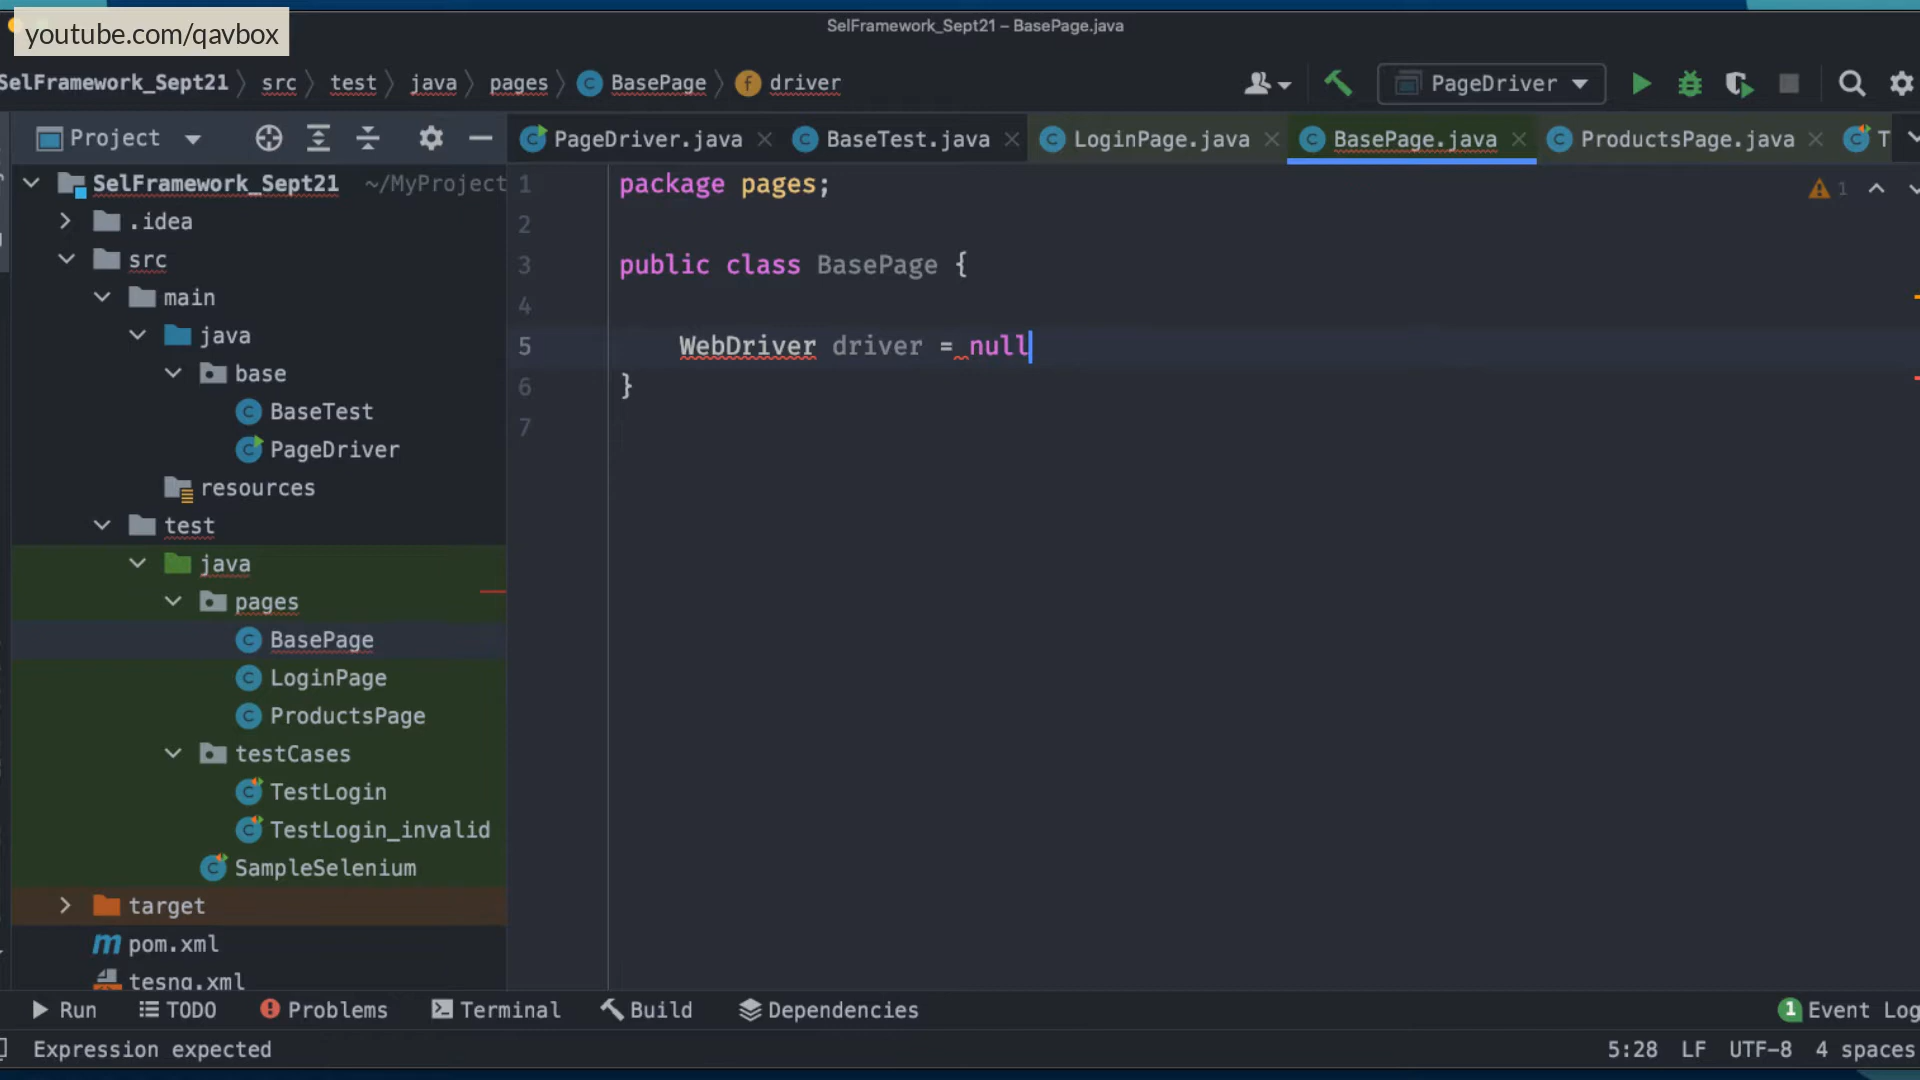 SelFramework_Sept21 – BasePage.java
youtube.com/qavbox
SelFramework_Sept21 src test java pages BasePage driver PageDriver
Project PageDriver.java BaseTest.java LoginPage.java BasePage.java ProductsPage.java T
SelFramework_Sept21 ~/MyProject
.idea
src
main
java
base
BaseTest
PageDriver
resources
test
java
pages
BasePage
LoginPage
ProductsPage
testCases
TestLogin
TestLogin_invalid
SampleSelenium
target
pom.xml
tesng.xml
1 package pages;
2
3 public class BasePage {
4
5 WebDriver driver = null
6 }
7
1
Run TODO Problems Terminal Build Dependencies 1 Event Log
Expression expected 5:28 LF UTF-8 4 spaces